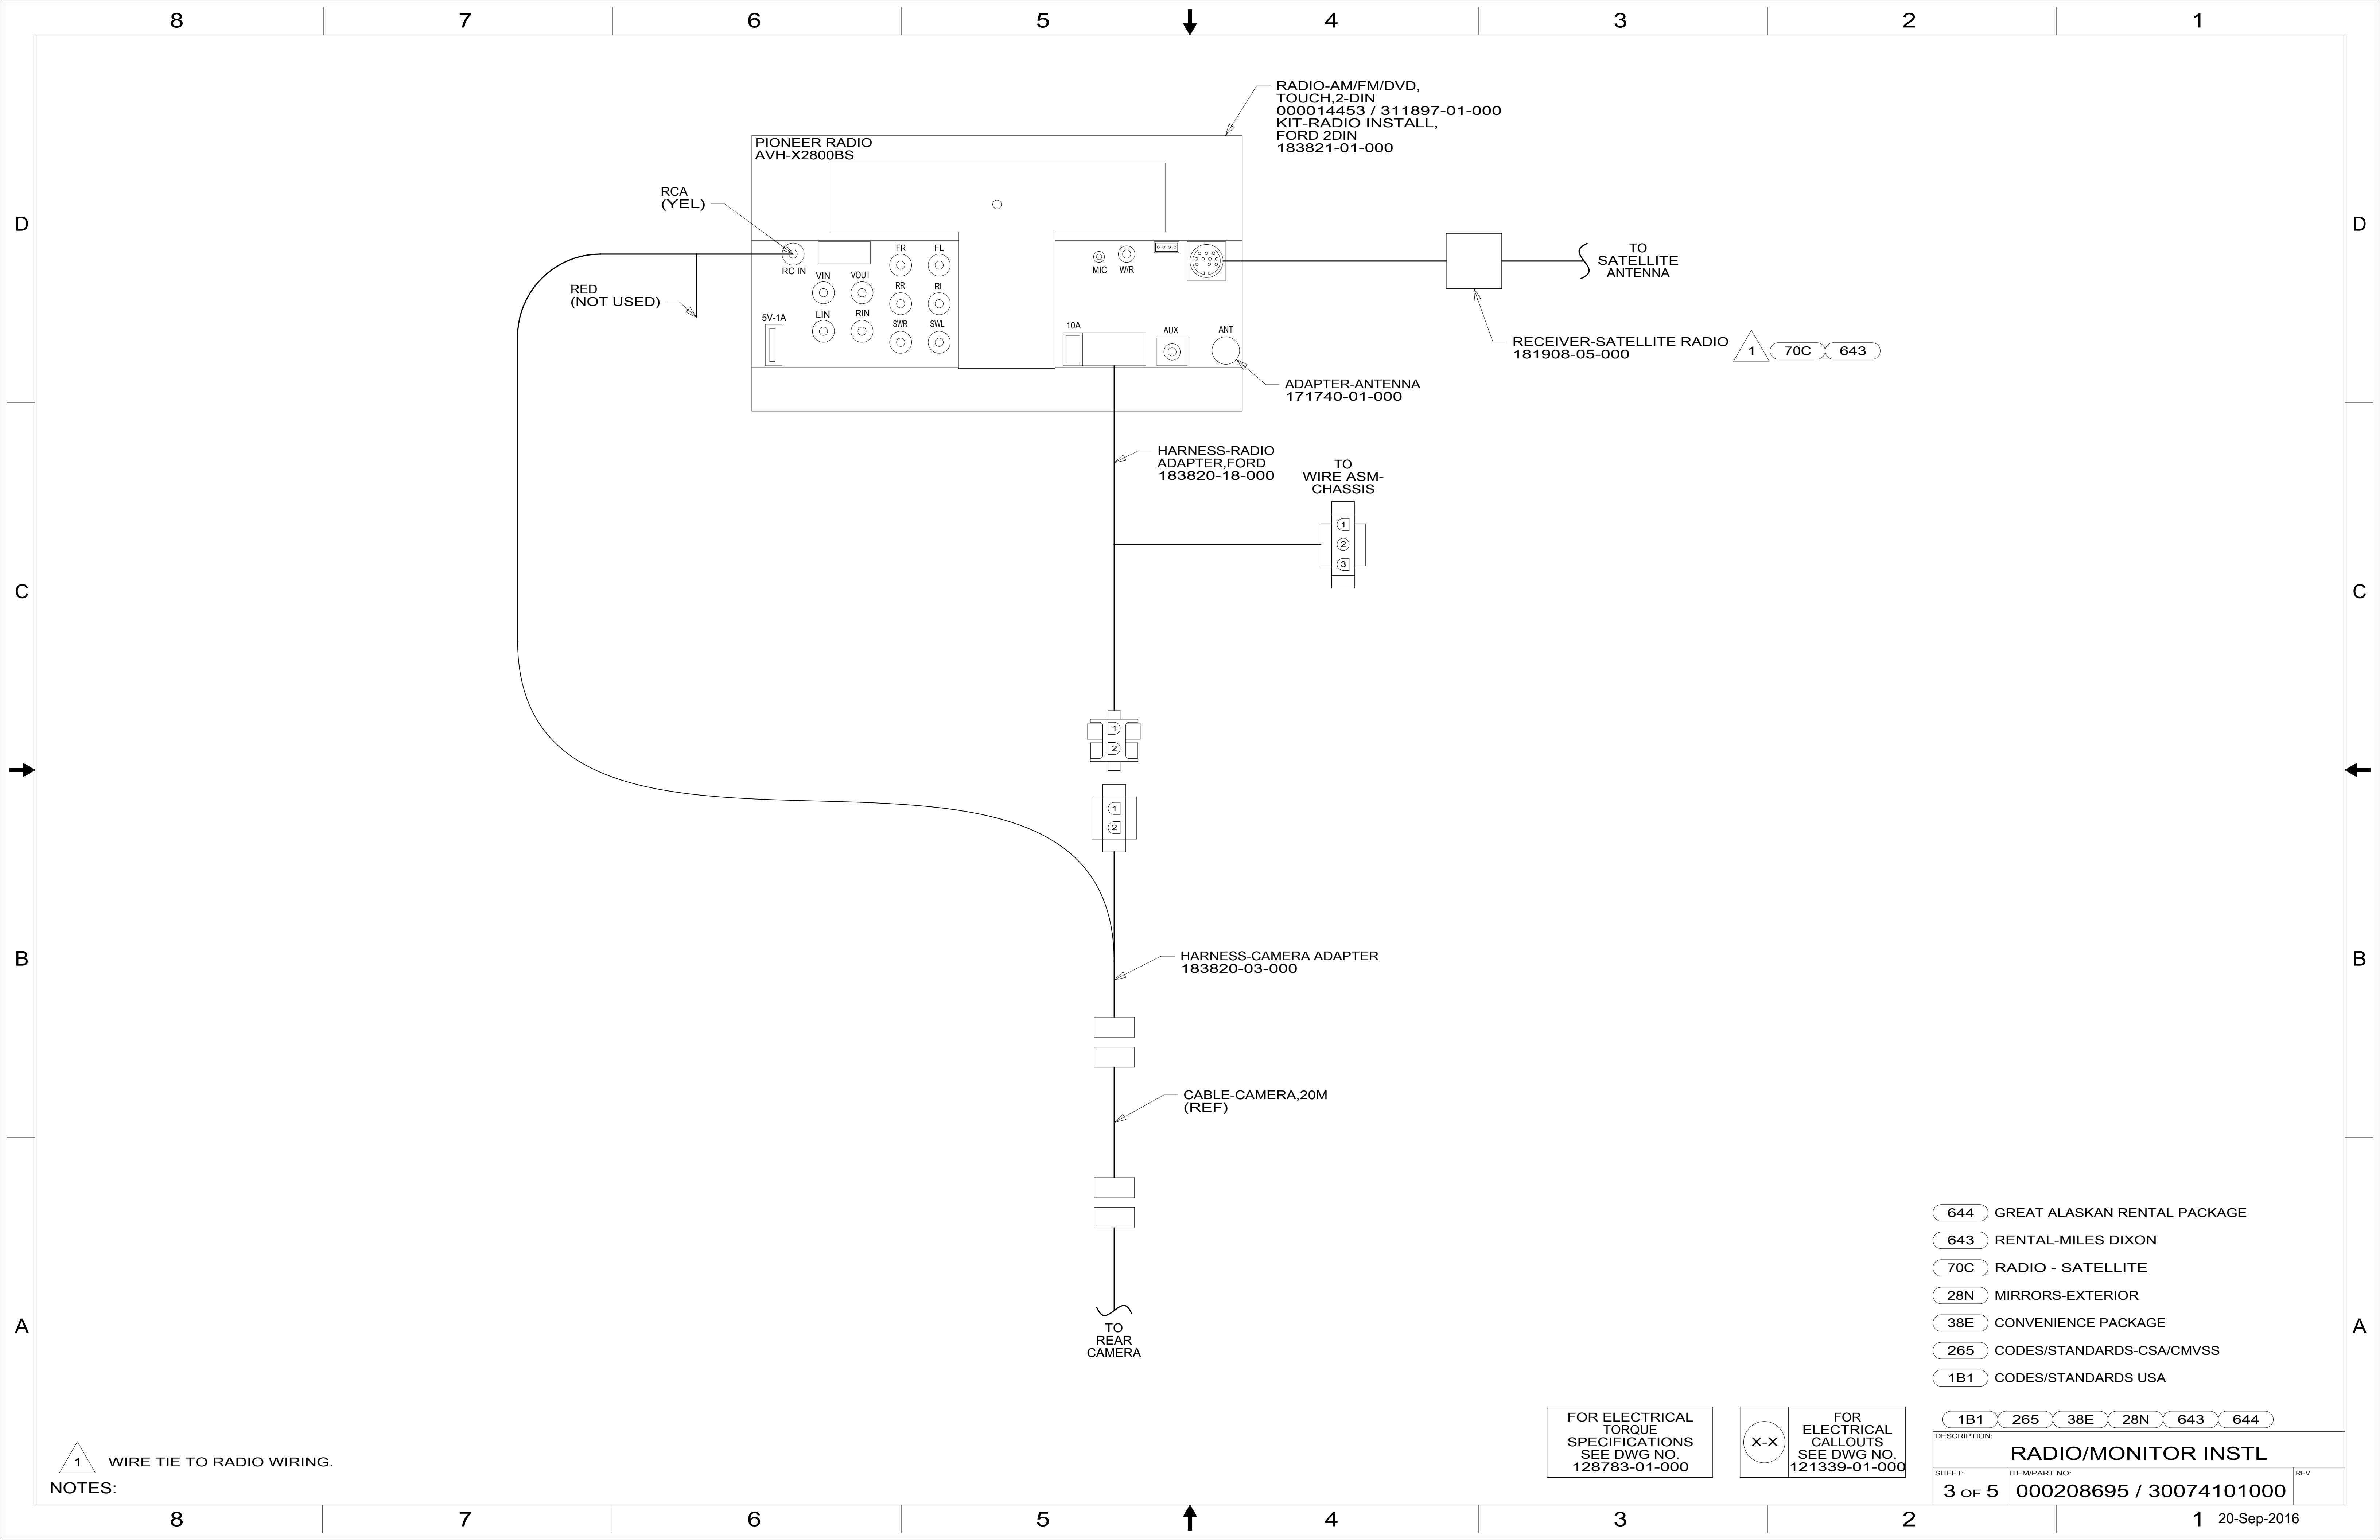 8 7 6 5 4 3 2 1
RADIO-AM/FM/DVD,
TOUCH,2-DIN
000014453 / 311897-01-000
KIT-RADIO INSTALL,
FORD 2DIN
183821-01-000
PIONEER RADIO
AVH-X2800BS
RCA
(YEL)
D
D
RC IN
VIN
VOUT
FR
FL
RR
RL
LIN
RIN
SWR
SWL
5V-1A
MIC
W/R
10A
AUX
ANT
RED
(NOT USED)
TO
SATELLITE
ANTENNA
RECEIVER-SATELLITE RADIO
181908-05-000
1
70C
643
ADAPTER-ANTENNA
171740-01-000
HARNESS-RADIO
ADAPTER,FORD
183820-18-000
TO
WIRE ASM-
CHASSIS
1
2
3
C
C
1
2
1
2
B
B
HARNESS-CAMERA ADAPTER
183820-03-000
CABLE-CAMERA,20M
(REF)
A
A
TO
REAR
CAMERA
644 GREAT ALASKAN RENTAL PACKAGE
643 RENTAL-MILES DIXON
70C RADIO - SATELLITE
28N MIRRORS-EXTERIOR
38E CONVENIENCE PACKAGE
265 CODES/STANDARDS-CSA/CMVSS
1B1 CODES/STANDARDS USA
1B1 265 38E 28N 643 644
FOR ELECTRICAL
TORQUE
SPECIFICATIONS
SEE DWG NO.
128783-01-000
X-X
FOR
ELECTRICAL
CALLOUTS
SEE DWG NO.
121339-01-000
DESCRIPTION:
RADIO/MONITOR INSTL
SHEET:
3 OF 5
ITEM/PART NO:
000208695 / 30074101000
REV
1 WIRE TIE TO RADIO WIRING.
NOTES:
8 7 6 5 4 3 2 1
20-Sep-2016